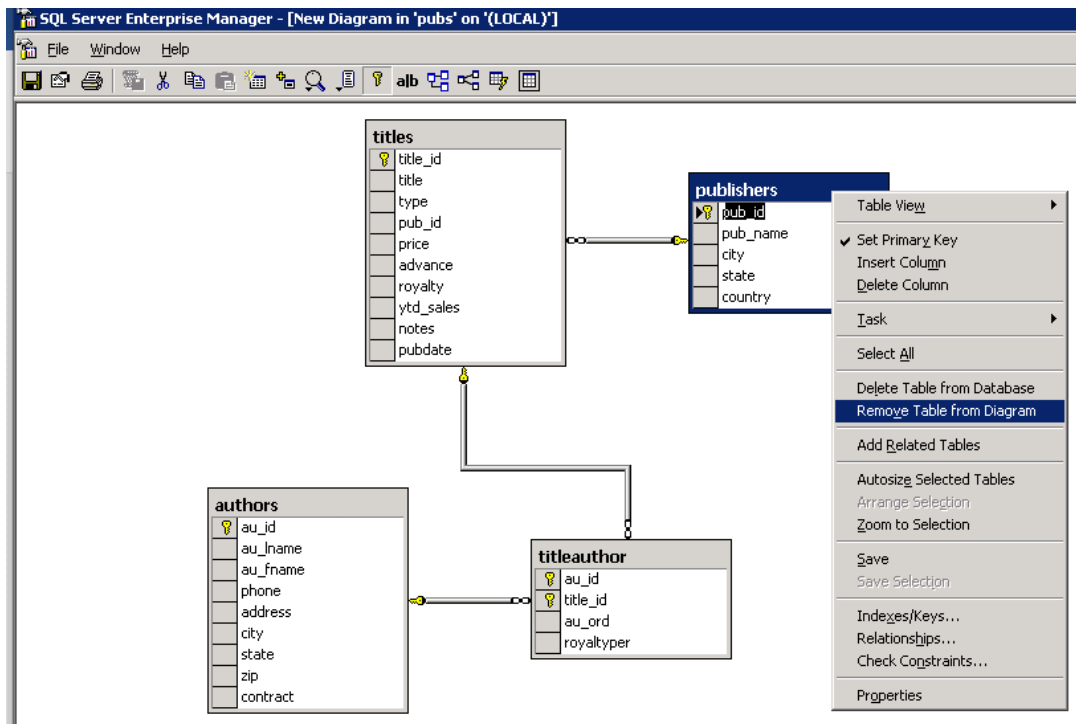 SQL Server Enterprise Manager - [New Diagram in 'pubs' on '(LOCAL)']
File Window Help
a|b
titles
title_id
title
type
pub_id
price
advance
royalty
ytd_sales
notes
pubdate
publishers
pub_id
pub_name
city
state
country
Table View
Set Primary Key
Insert Column
Delete Column
Task
Select All
Delete Table from Database
Remove Table from Diagram
Add Related Tables
Autosize Selected Tables
Arrange Selection
Zoom to Selection
Save
Save Selection
Indexes/Keys...
Relationships...
Check Constraints...
Properties
authors
au_id
au_lname
au_fname
phone
address
city
state
zip
contract
titleauthor
au_id
title_id
au_ord
royaltyper